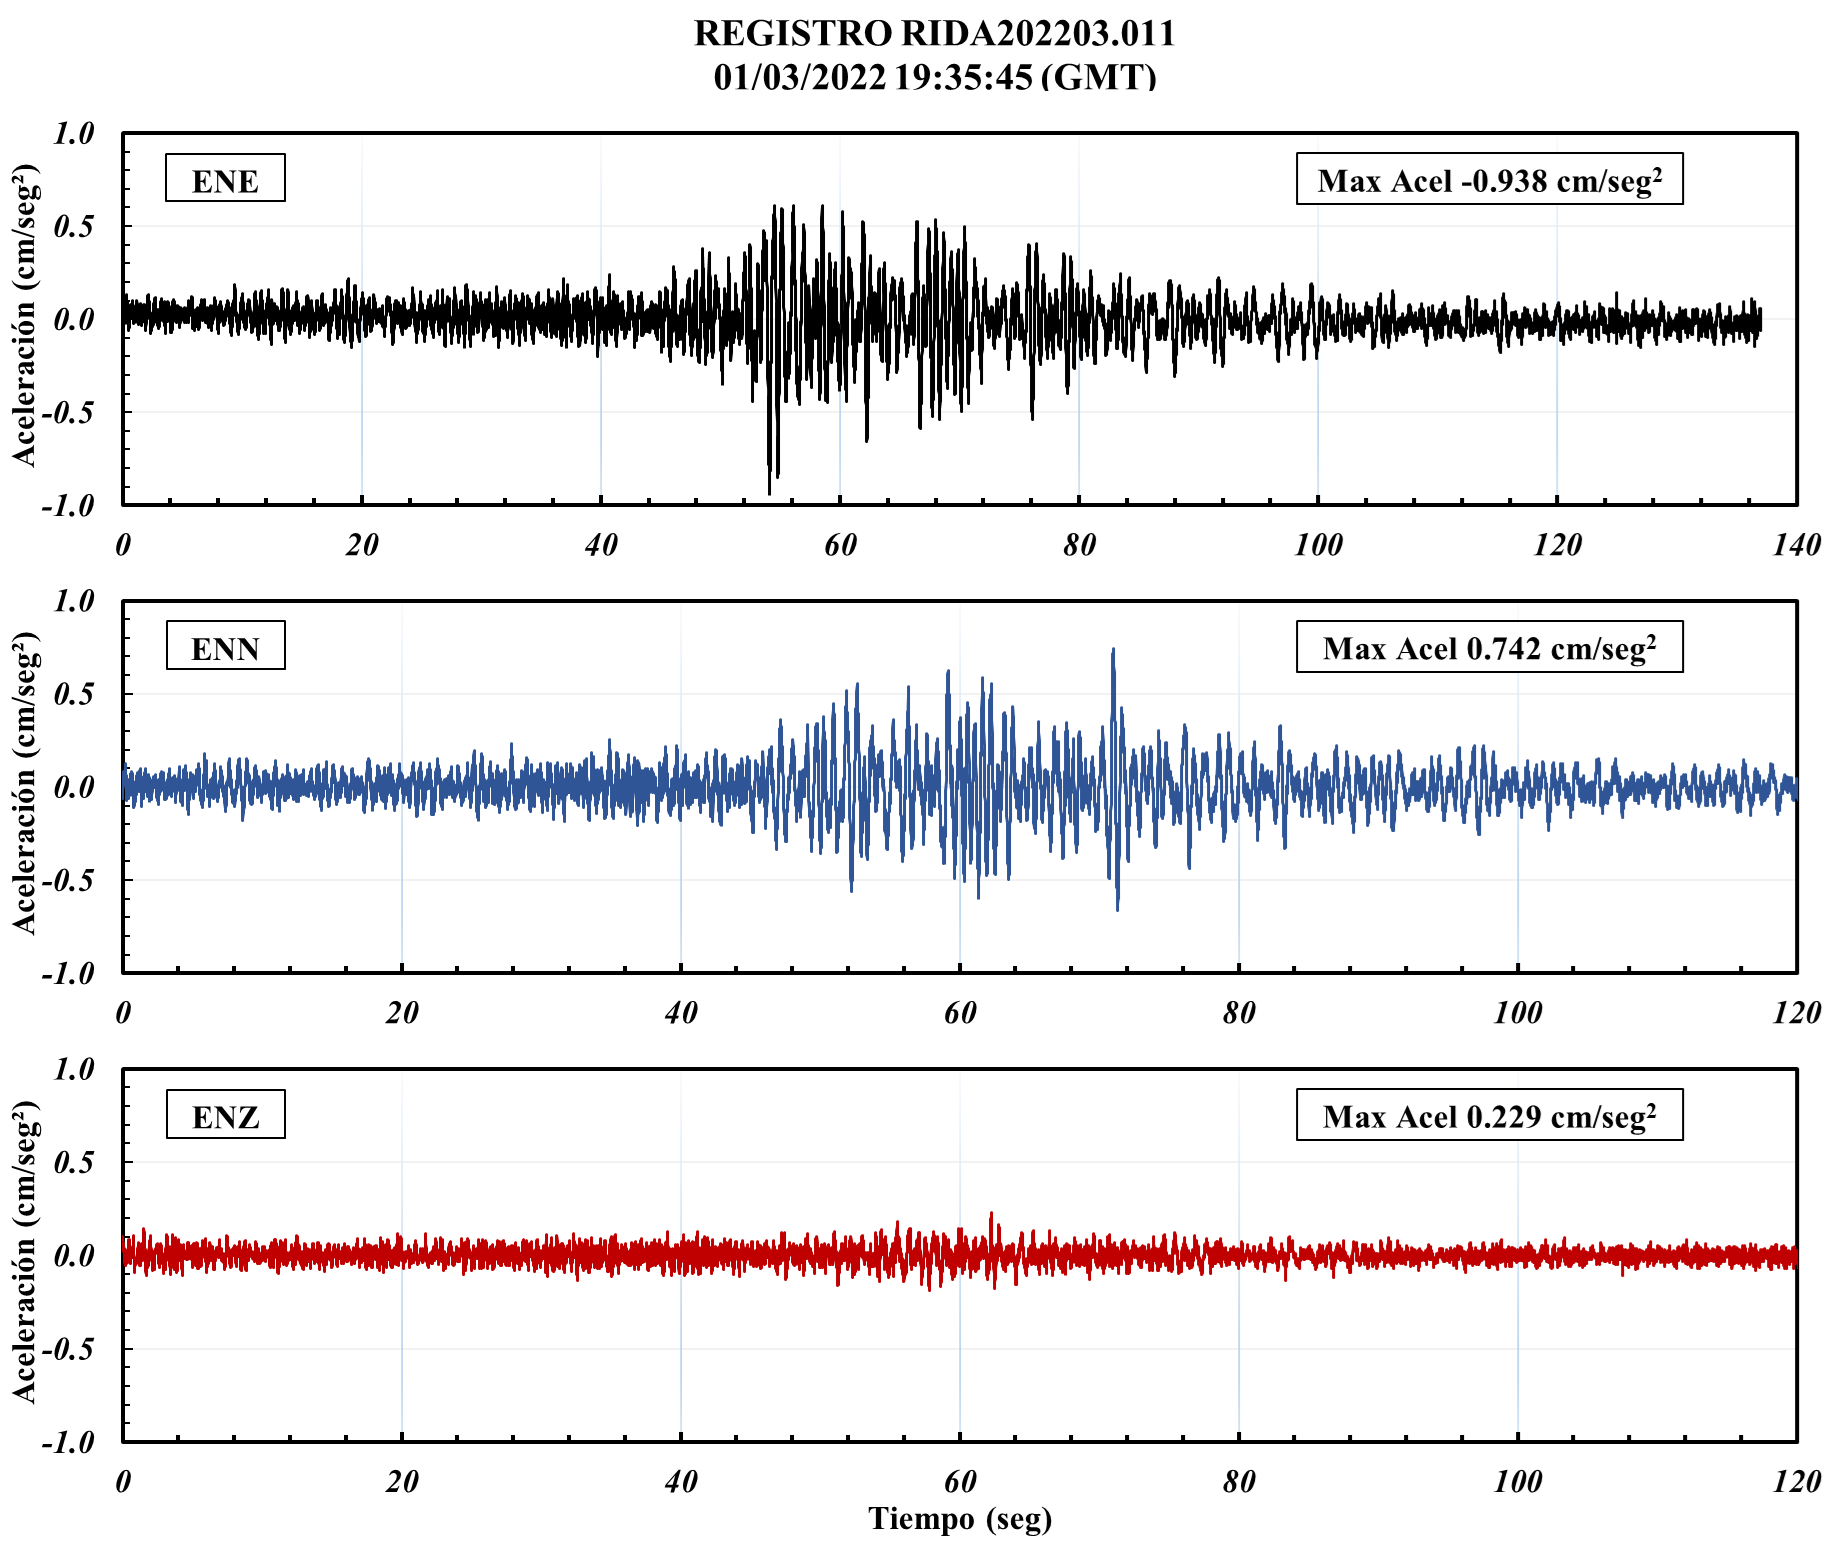 REGISTRO RIDA202203.011
01/03/2022 19:35:45 (GMT)
1.0
0.5
0.0
-0.5
-1.0
Aceleración (cm/seg²)
ENE
Max Acel -0.938 cm/seg²
0 20 40 60 80 100 120 140
1.0
0.5
0.0
-0.5
-1.0
Aceleración (cm/seg²)
ENN
Max Acel 0.742 cm/seg²
0 20 40 60 80 100 120
1.0
0.5
0.0
-0.5
-1.0
Aceleración (cm/seg²)
ENZ
Max Acel 0.229 cm/seg²
0 20 40 60 80 100 120
Tiempo (seg)